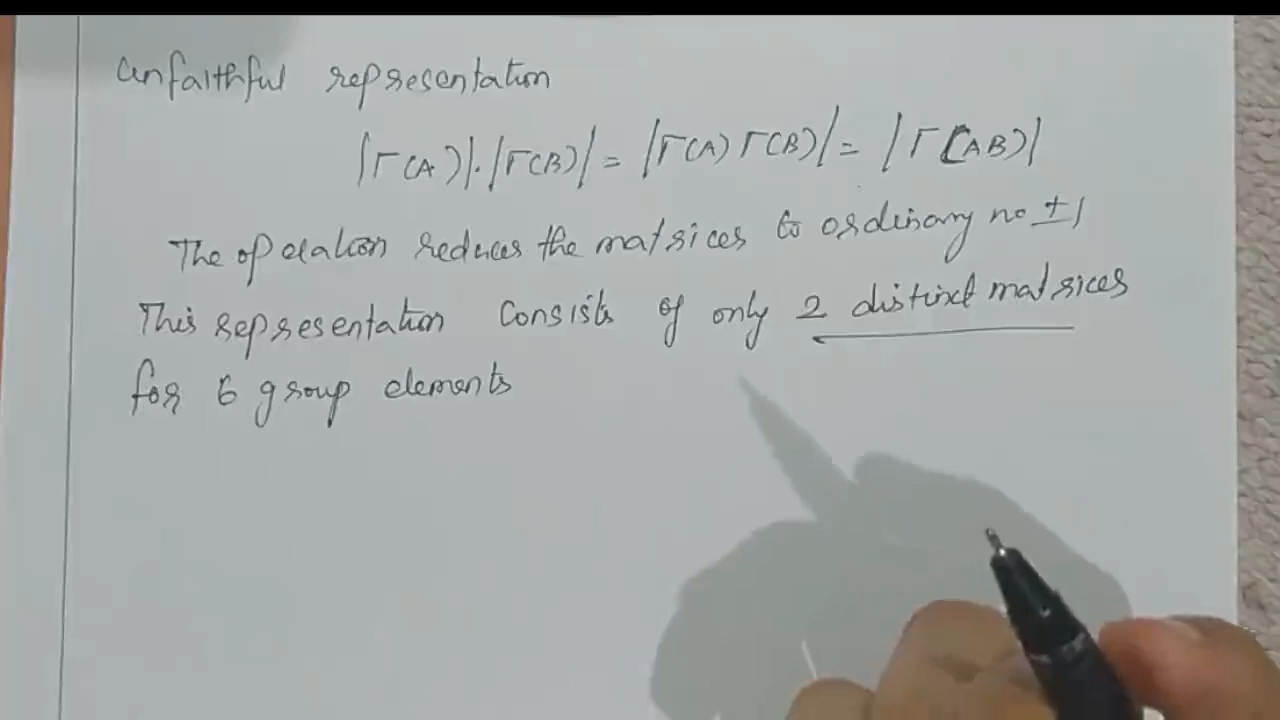 Unfaithful representation
|Γ(A)|.|Γ(B)| = |Γ(A) Γ(B)| = |Γ(AB)|
The operation reduces the matrices to ordinary no ±1
This representation consists of only 2 distinct matrices
for 6 group elements